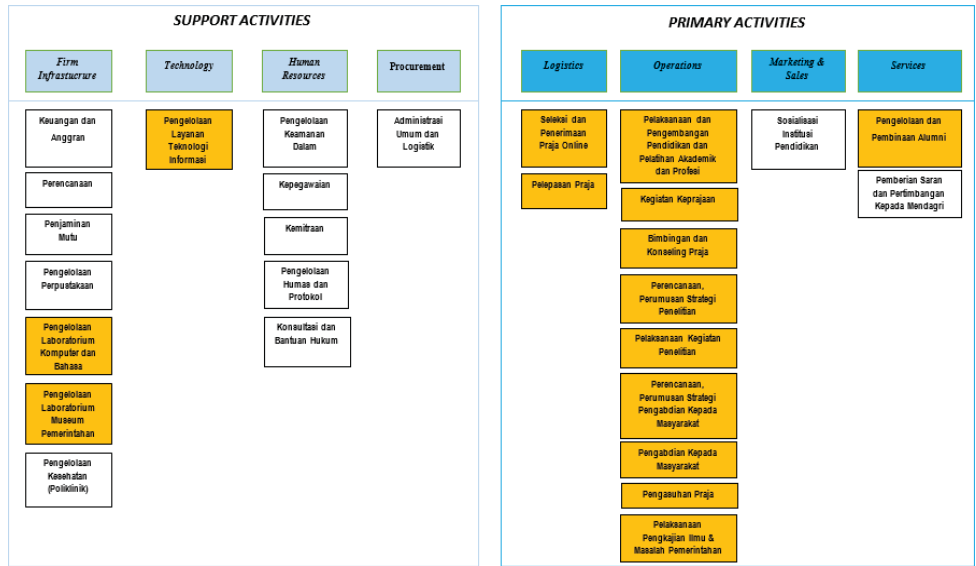 SUPPORT ACTIVITIES
Firm
Infrastucrure
Technology
Human
Resources
Procurement
Keuangan dan
Anggran
Perencanaan
Penjaminan
Mutu
Pengelolaan
Perpustakaan
Pengelolaan
Laboratorium
Komputer dan
Bahasa
Pengelolaan
Laboratorium
Museum
Pemerintahan
Pengelolaan
Kesehatan
(Poliklinik)
Pengelolaan
Layanan
Teknologi
Informasi
Pengelolaan
Keamanan
Dalam
Kepegawaian
Kemitraan
Pengelolaan
Humas dan
Protokol
Konsultasi dan
Bantuan Hukum
Administrasi
Umum dan
Logistik
PRIMARY ACTIVITIES
Logistics
Operations
Marketing &
Sales
Services
Seleksi dan
Penerimaan
Praja Online
Pelepasan Praja
Pelaksanaan dan
Pengembangan
Pendidikan dan
Pelatihan Akademik
dan Profesi
Kegiatan Keprajaan
Bimbingan dan
Konseling Praja
Perencanaan,
Perumusan Strategi
Penelitian
Pelaksanaan Kegiatan
Penelitian
Perencanaan,
Perumusan Strategi
Pengabdian Kepada
Masyarakat
Pengabdian Kepada
Masyarakat
Pengasuhan Praja
Pelaksanaan
Pengkajian Ilmu &
Masalah Pemerintahan
Sosialisasi
Institusi
Pendidikan
Pengelolaan dan
Pembinaan Alumni
Pemberian Saran
dan Pertimbangan
Kepada Mendagri